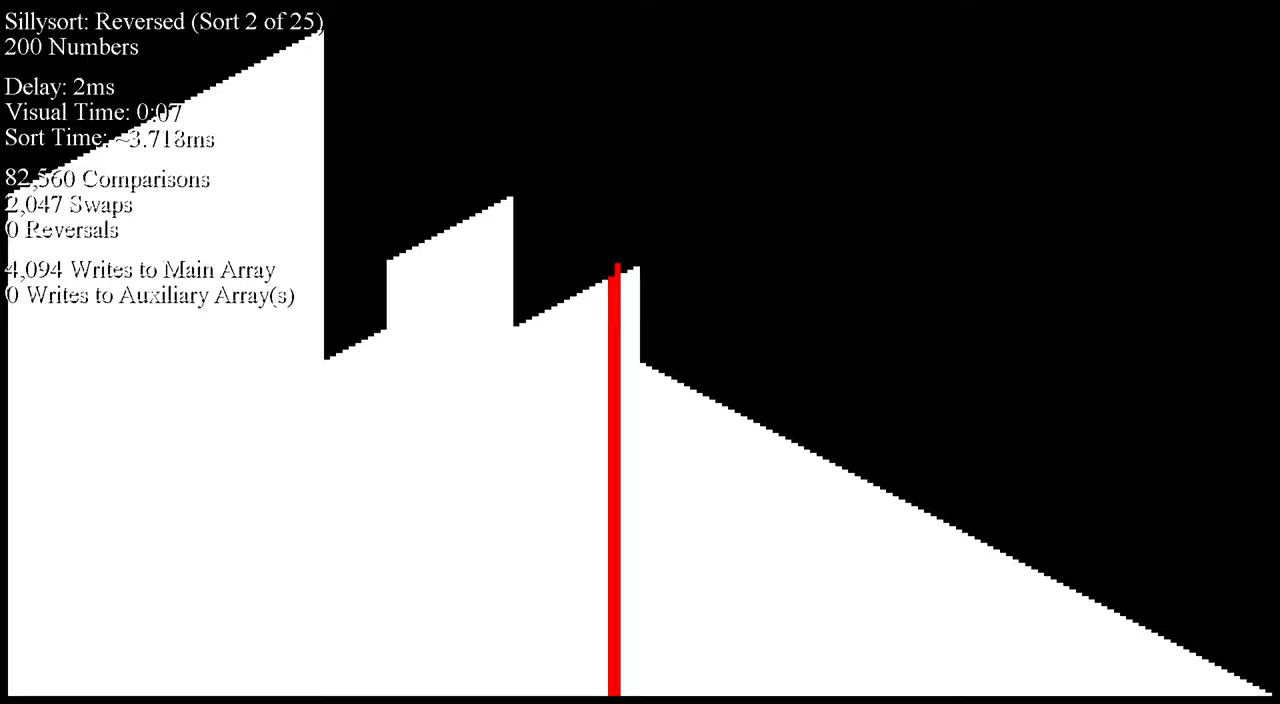 Sillysort: Reversed (Sort 2 of 25)
200 Numbers
Delay: 2ms
Visual Time: 0:07
Sort Time: ~3.718ms
82,560 Comparisons
2,047 Swaps
0 Reversals
4,094 Writes to Main Array
0 Writes to Auxiliary Array(s)